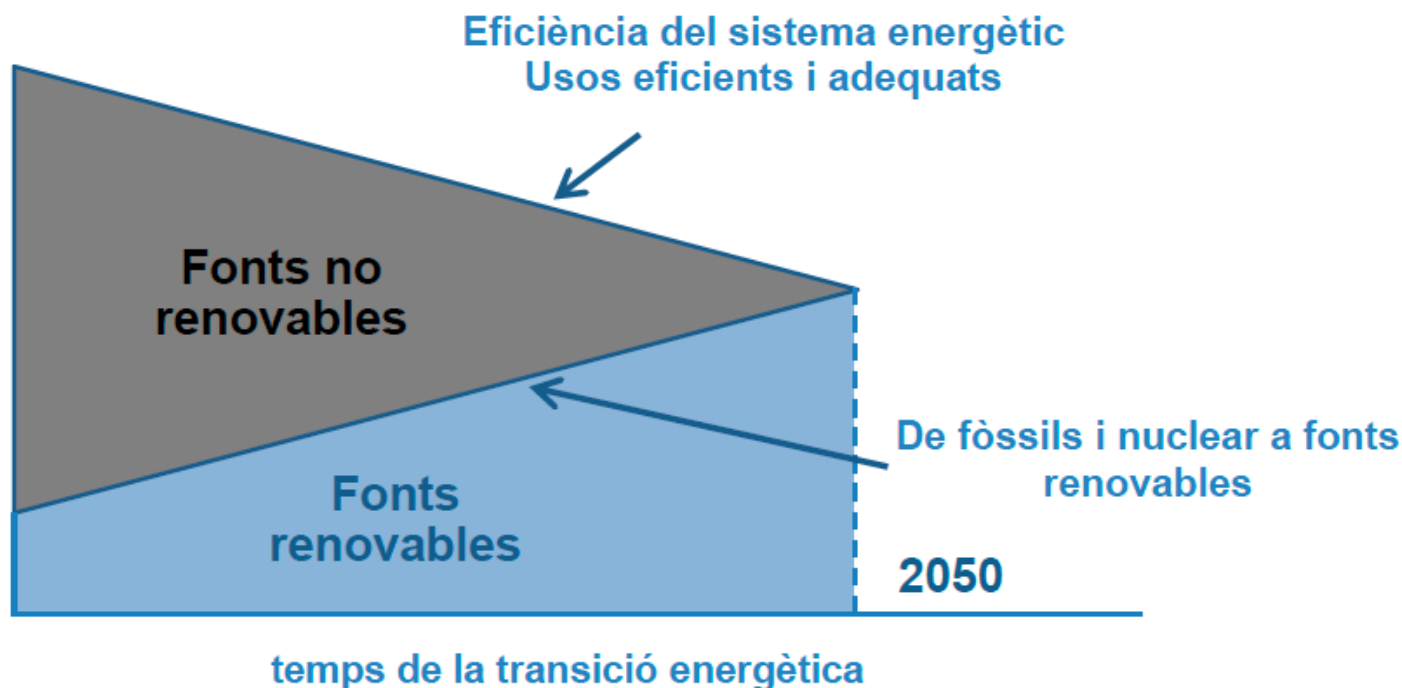 Eficiència del sistema energètic
Usos eficients i adequats
Fonts no
renovables
De fòssils i nuclear a fonts
renovables
Fonts
renovables
2050
temps de la transició energètica